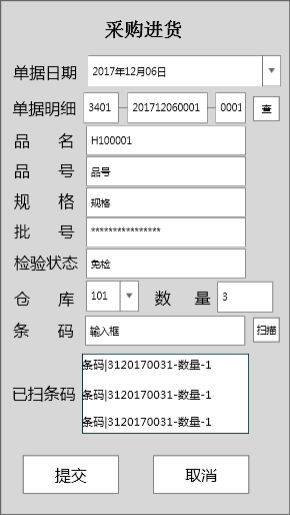 采购进货
单据日期 2017年12月06日
单据明细 3401 — 201712060001 — 0001 查
品 名 H100001
品 号 品号
规 格 规格
批 号 ****************
检验状态 免检
仓 库 101 数 量 3
条 码 输入框 扫描
条码|3120170031-数量-1
已扫条码 条码|3120170031-数量-1
条码|3120170031-数量-1
提交 取消